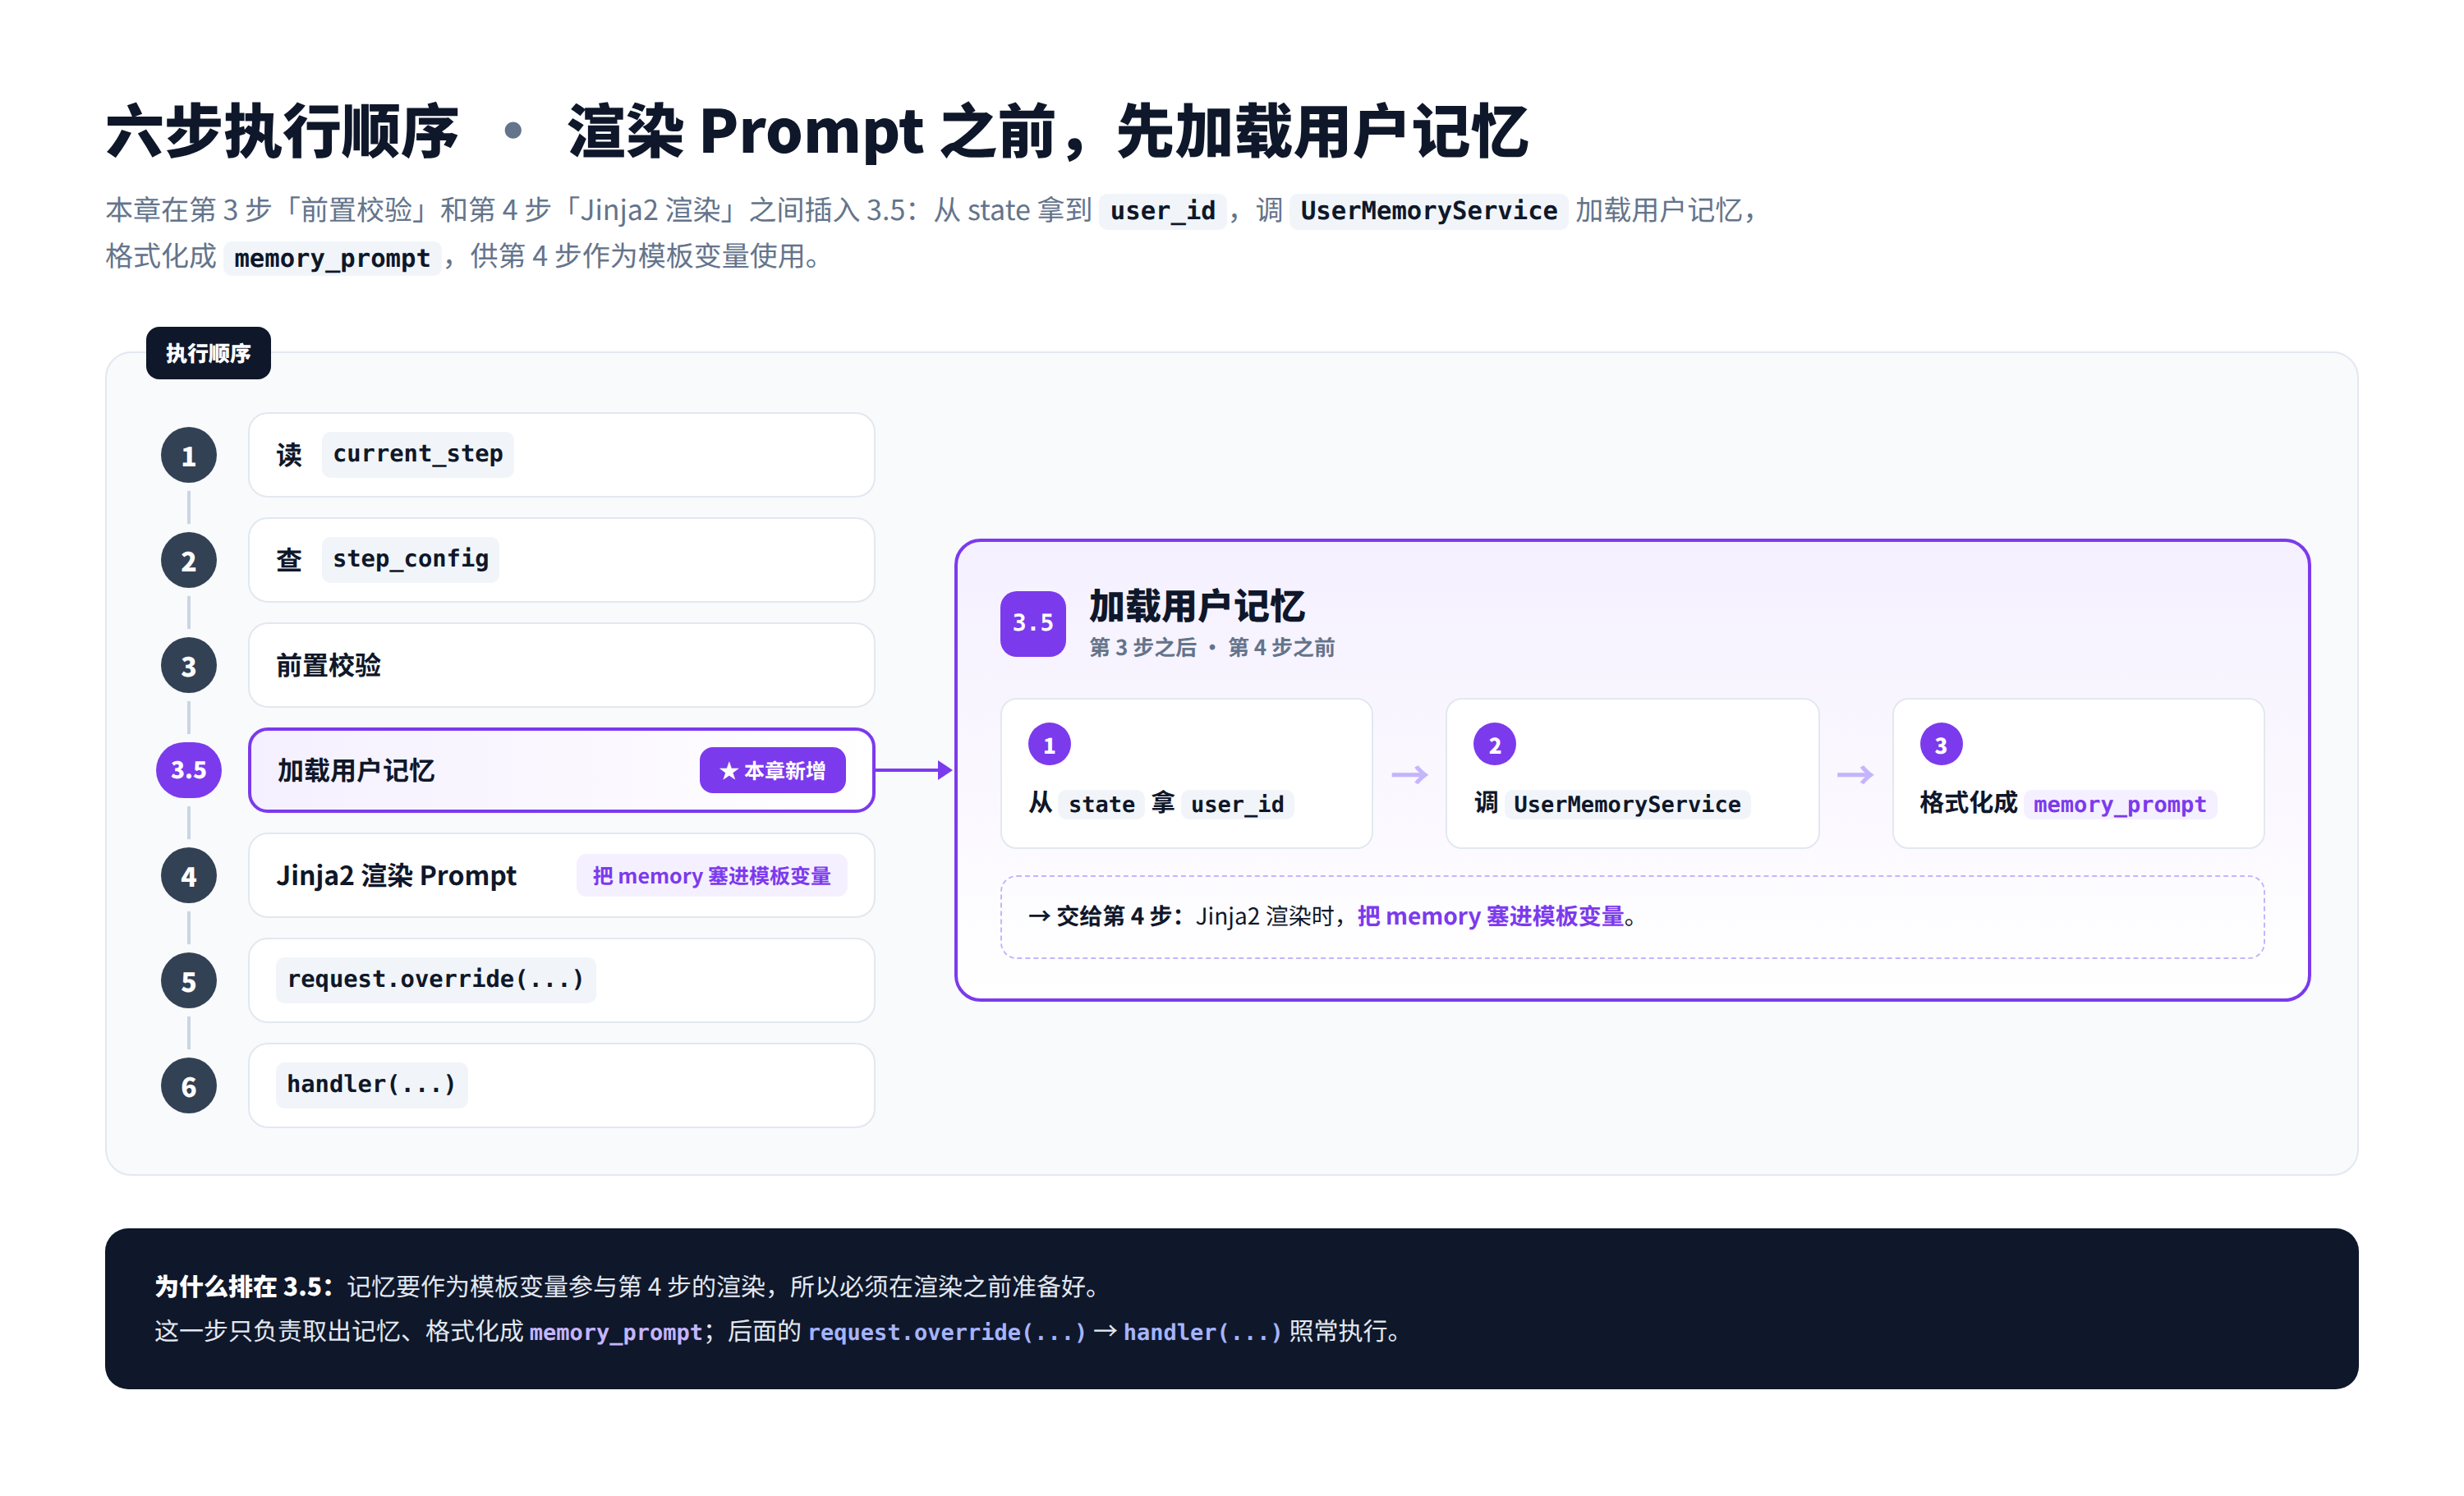 六步执行顺序 • 渲染 Prompt 之前，先加载用户记忆
本章在第 3 步「前置校验」和第 4 步「Jinja2 渲染」之间插入 3.5：从 state 拿到 user_id，调 UserMemoryService 加载用户记忆，
格式化成 memory_prompt，供第 4 步作为模板变量使用。
执行顺序
1 读 current_step
2 查 step_config
3 前置校验
3.5 加载用户记忆 ★ 本章新增
4 Jinja2 渲染 Prompt 把 memory 塞进模板变量
5 request.override(...)
6 handler(...)
3.5 加载用户记忆
第 3 步之后 • 第 4 步之前
1
从 state 拿 user_id
→
2
调 UserMemoryService
→
3
格式化成 memory_prompt
→ 交给第 4 步：Jinja2 渲染时，把 memory 塞进模板变量。
为什么排在 3.5：记忆要作为模板变量参与第 4 步的渲染，所以必须在渲染之前准备好。
这一步只负责取出记忆、格式化成 memory_prompt；后面的 request.override(...) → handler(...) 照常执行。